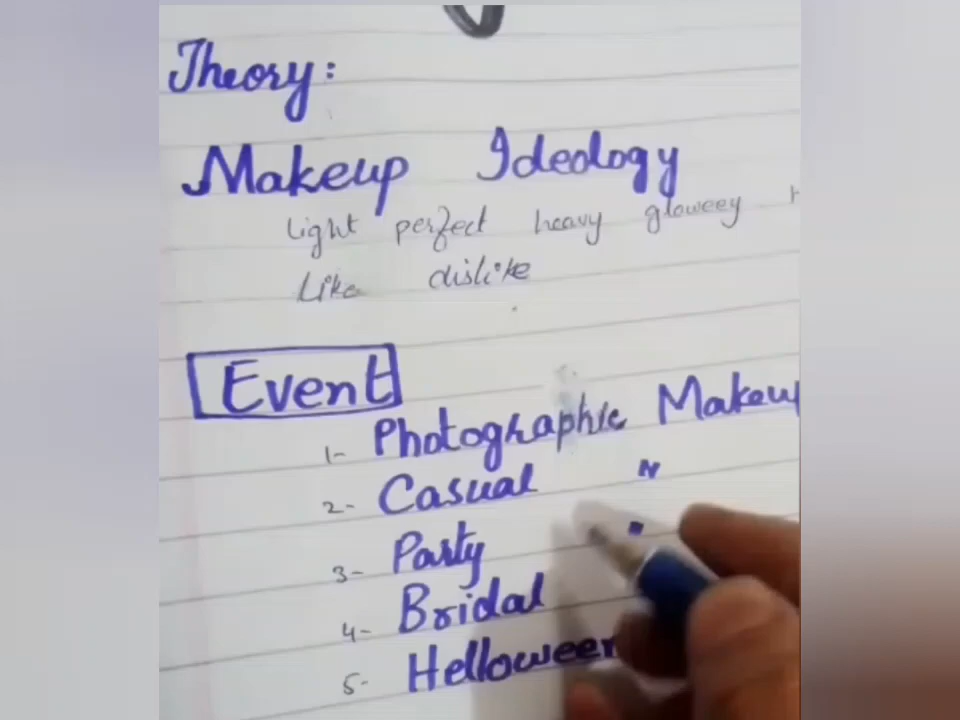 Theory:
Makeup Ideology
Light perfect heavy gloweey
Like dislike
Event
1- Photographic Makeup
2- Casual "
3- Party "
4- Bridal
5- Helloween